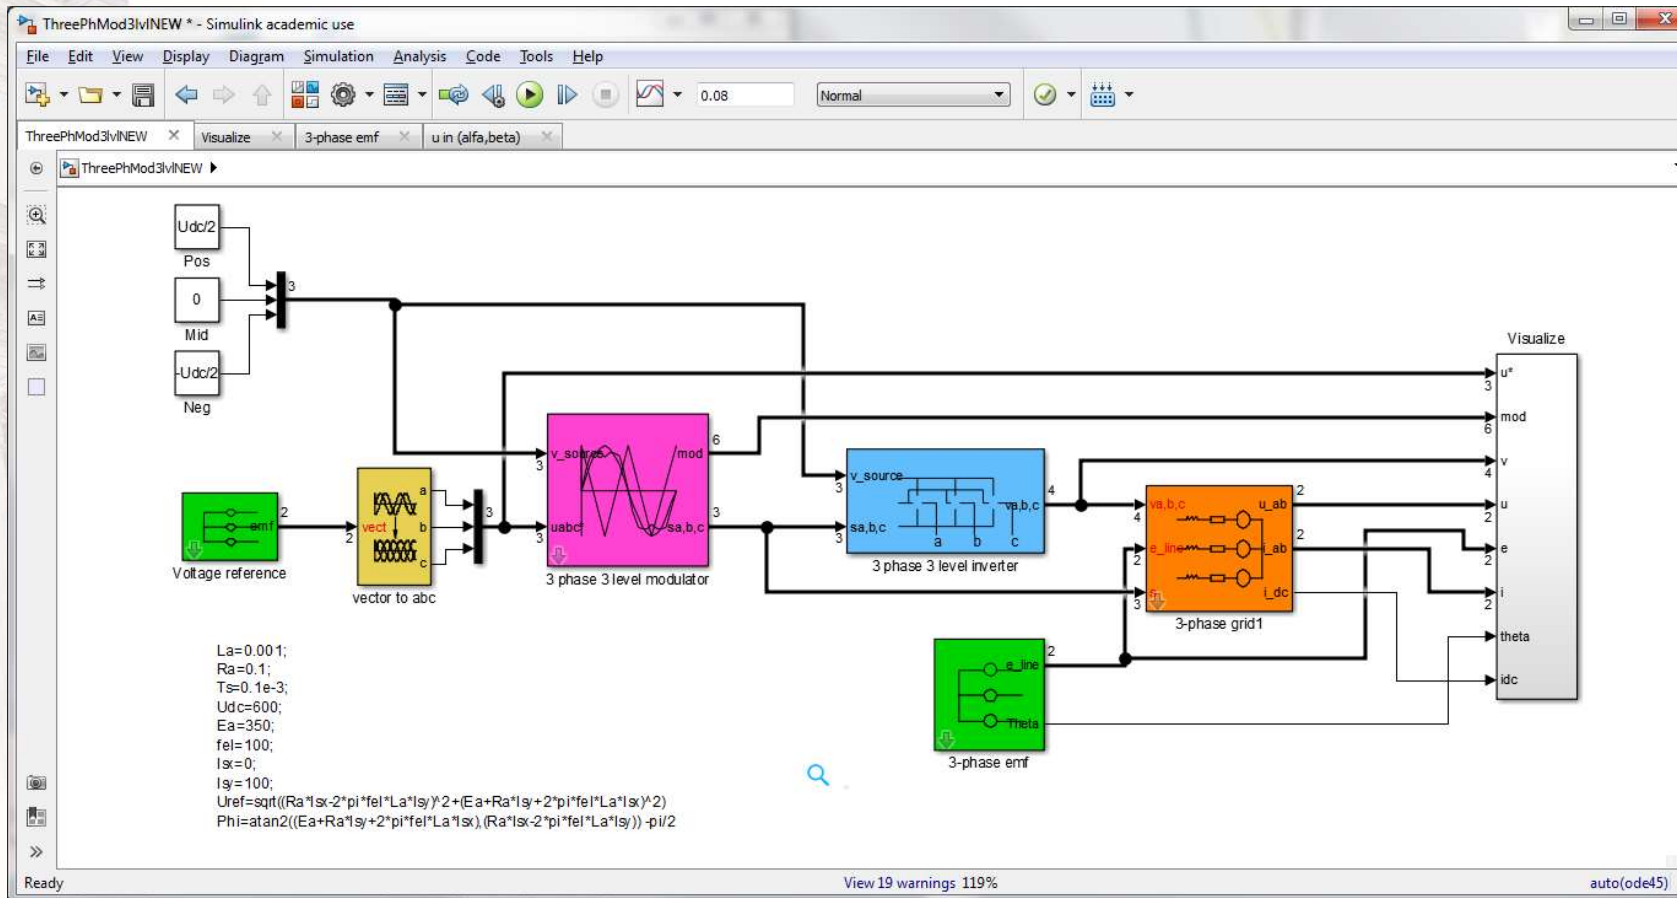 ThreePhMod3lvlNEW * - Simulink academic use
File Edit View Display Diagram Simulation Analysis Code Tools Help
0.08 Normal
ThreePhMod3lvlNEW Visualize 3-phase emf u in (alfa,beta)
ThreePhMod3lvlNEW
Udc/2
Pos
0
Mid
-Udc/2
Neg
3
emf
2
Voltage reference
vect
2
a
b
c
vector to abc
3
v_source
3
uabc*
3
mod
6
sa,b,c
3
3 phase 3 level modulator
v_source
3
sa,b,c
3
va,b,c
4
a b c
3 phase 3 level inverter
va,b,c
4
e_line
2
s
3
u_ab
2
i_ab
2
i_dc
3-phase grid1
e_line
2
Theta
3-phase emf
Visualize
u*
3
mod
6
v
4
u
2
e
2
i
2
theta
idc
La=0.001;
Ra=0.1;
Ts=0.1e-3;
Udc=600;
Ea=350;
fel=100;
Isx=0;
Isy=100;
Uref=sqrt((Ra*Isx-2*pi*fel*La*Isy)^2+(Ea+Ra*Isy+2*pi*fel*La*Isx)^2)
Phi=atan2((Ea+Ra*Isy+2*pi*fel*La*Isx),(Ra*Isx-2*pi*fel*La*Isy)) -pi/2
Ready View 19 warnings 119% auto(ode45)